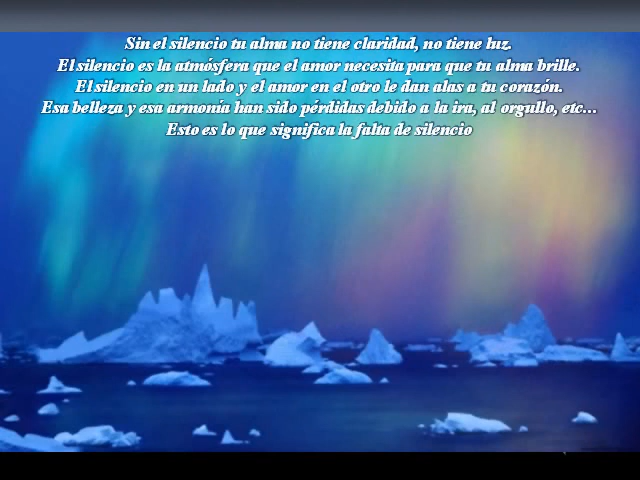 Sin el silencio tu alma no tiene claridad, no tiene luz.
El silencio es la atmósfera que el amor necesita para que tu alma brille.
El silencio en un lado y el amor en el otro le dan alas a tu corazón.
Esa belleza y esa armonía han sido pérdidas debido a la ira, al orgullo, etc...
Esto es lo que significa la falta de silencio